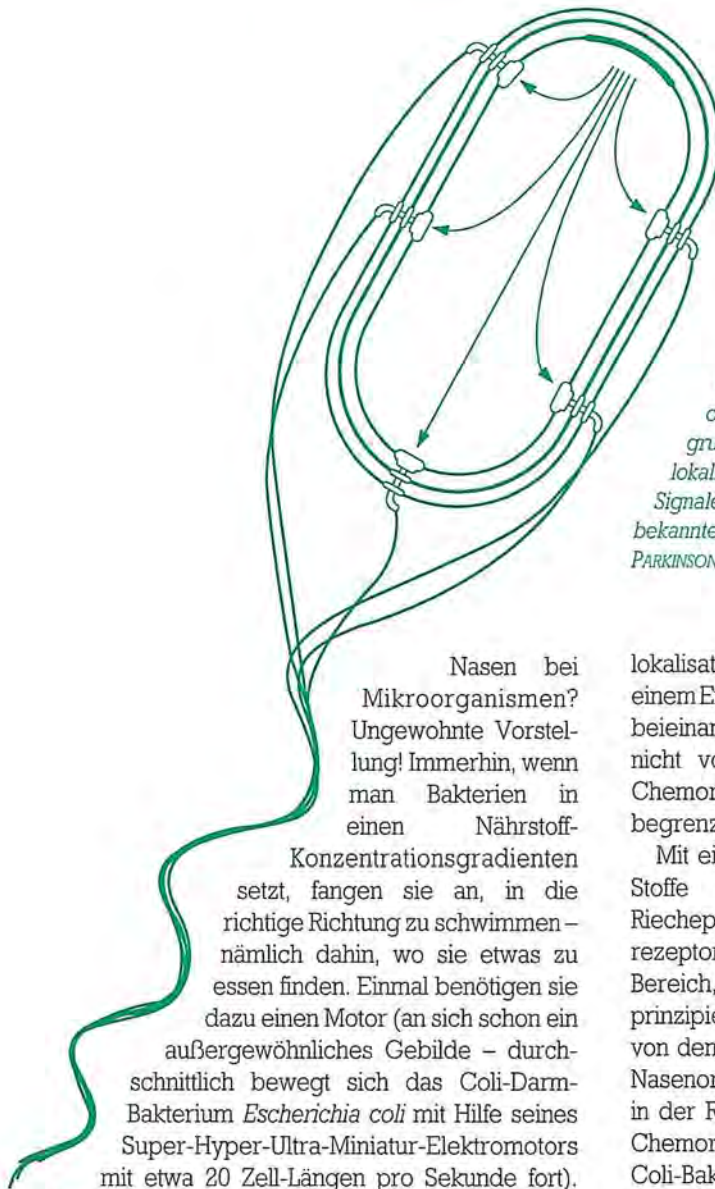 lokali
Signale
bekannte
PARKINSON
Nasen bei
Mikroorganismen?
Ungewohnte Vorstel-
lung! Immerhin, wenn
man Bakterien in
einen Nährstoff-
Konzentrationsgradienten
setzt, fangen sie an, in die
richtige Richtung zu schwimmen –
nämlich dahin, wo sie etwas zu
essen finden. Einmal benötigen sie
dazu einen Motor (an sich schon ein
außergewöhnliches Gebilde – durch-
schnittlich bewegt sich das Coli-Darm-
Bakterium Escherichia coli mit Hilfe seines
Super-Hyper-Ultra-Miniatur-Elektromotors
mit etwa 20 Zell-Längen pro Sekunde fort).
lokalisat
einem E
beieinan
nicht vo
Chemor
begrenz
Mit ei
Stoffe
Riechep
rezepton
Bereich,
prinzipie
von den
Nasenor
in der R
Chemor
Coli-Bak